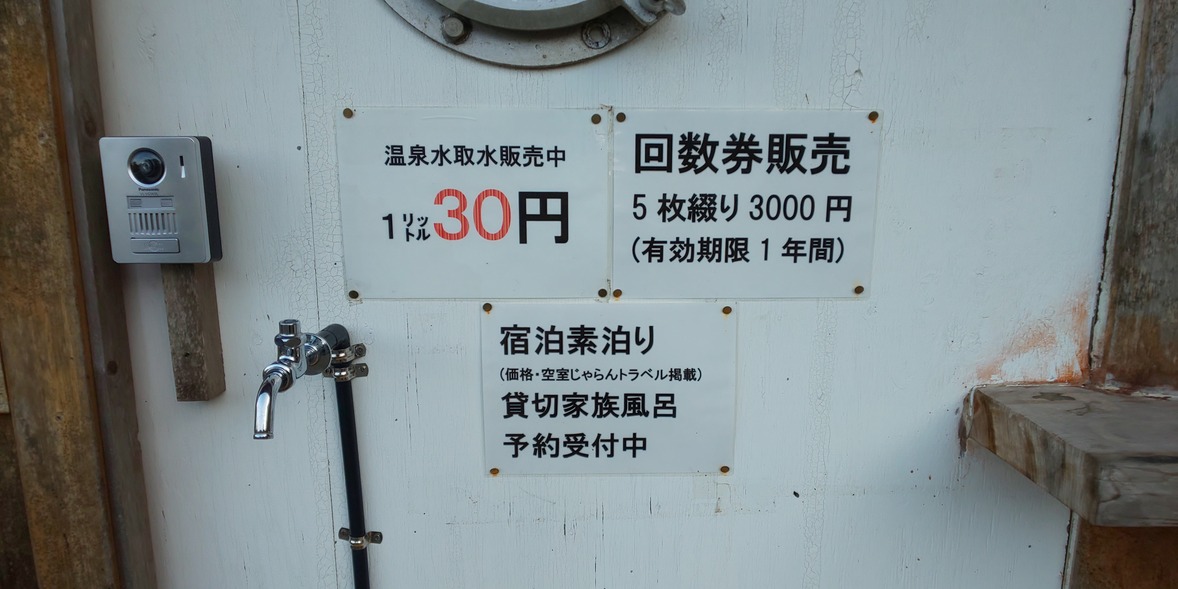 温泉水取水販売中
1リットル30円
回数券販売
5枚綴り3000円
(有効期限1年間)
宿泊素泊り
(価格・空室じゃらんトラベル掲載)
貸切家族風呂
予約受付中
Panasonic